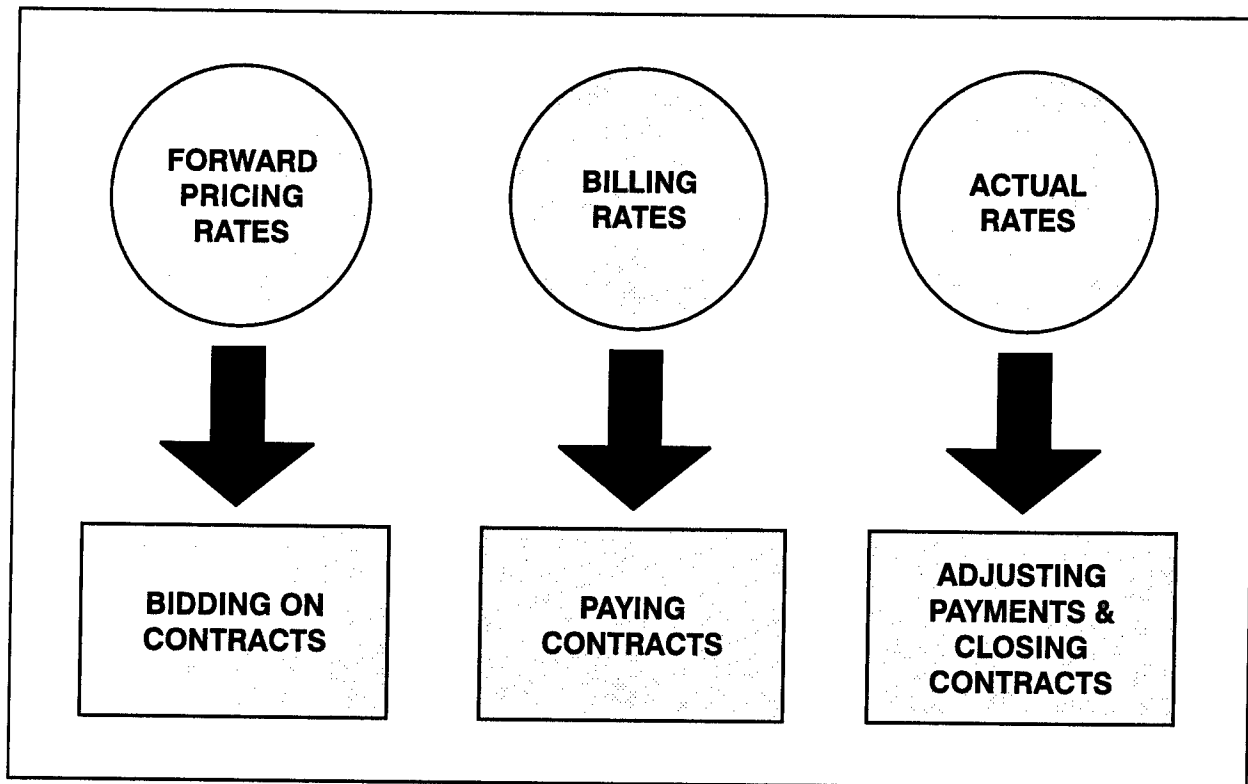 FORWARD
PRICING
RATES
BILLING
RATES
ACTUAL
RATES
BIDDING ON
CONTRACTS
PAYING
CONTRACTS
ADJUSTING
PAYMENTS &
CLOSING
CONTRACTS